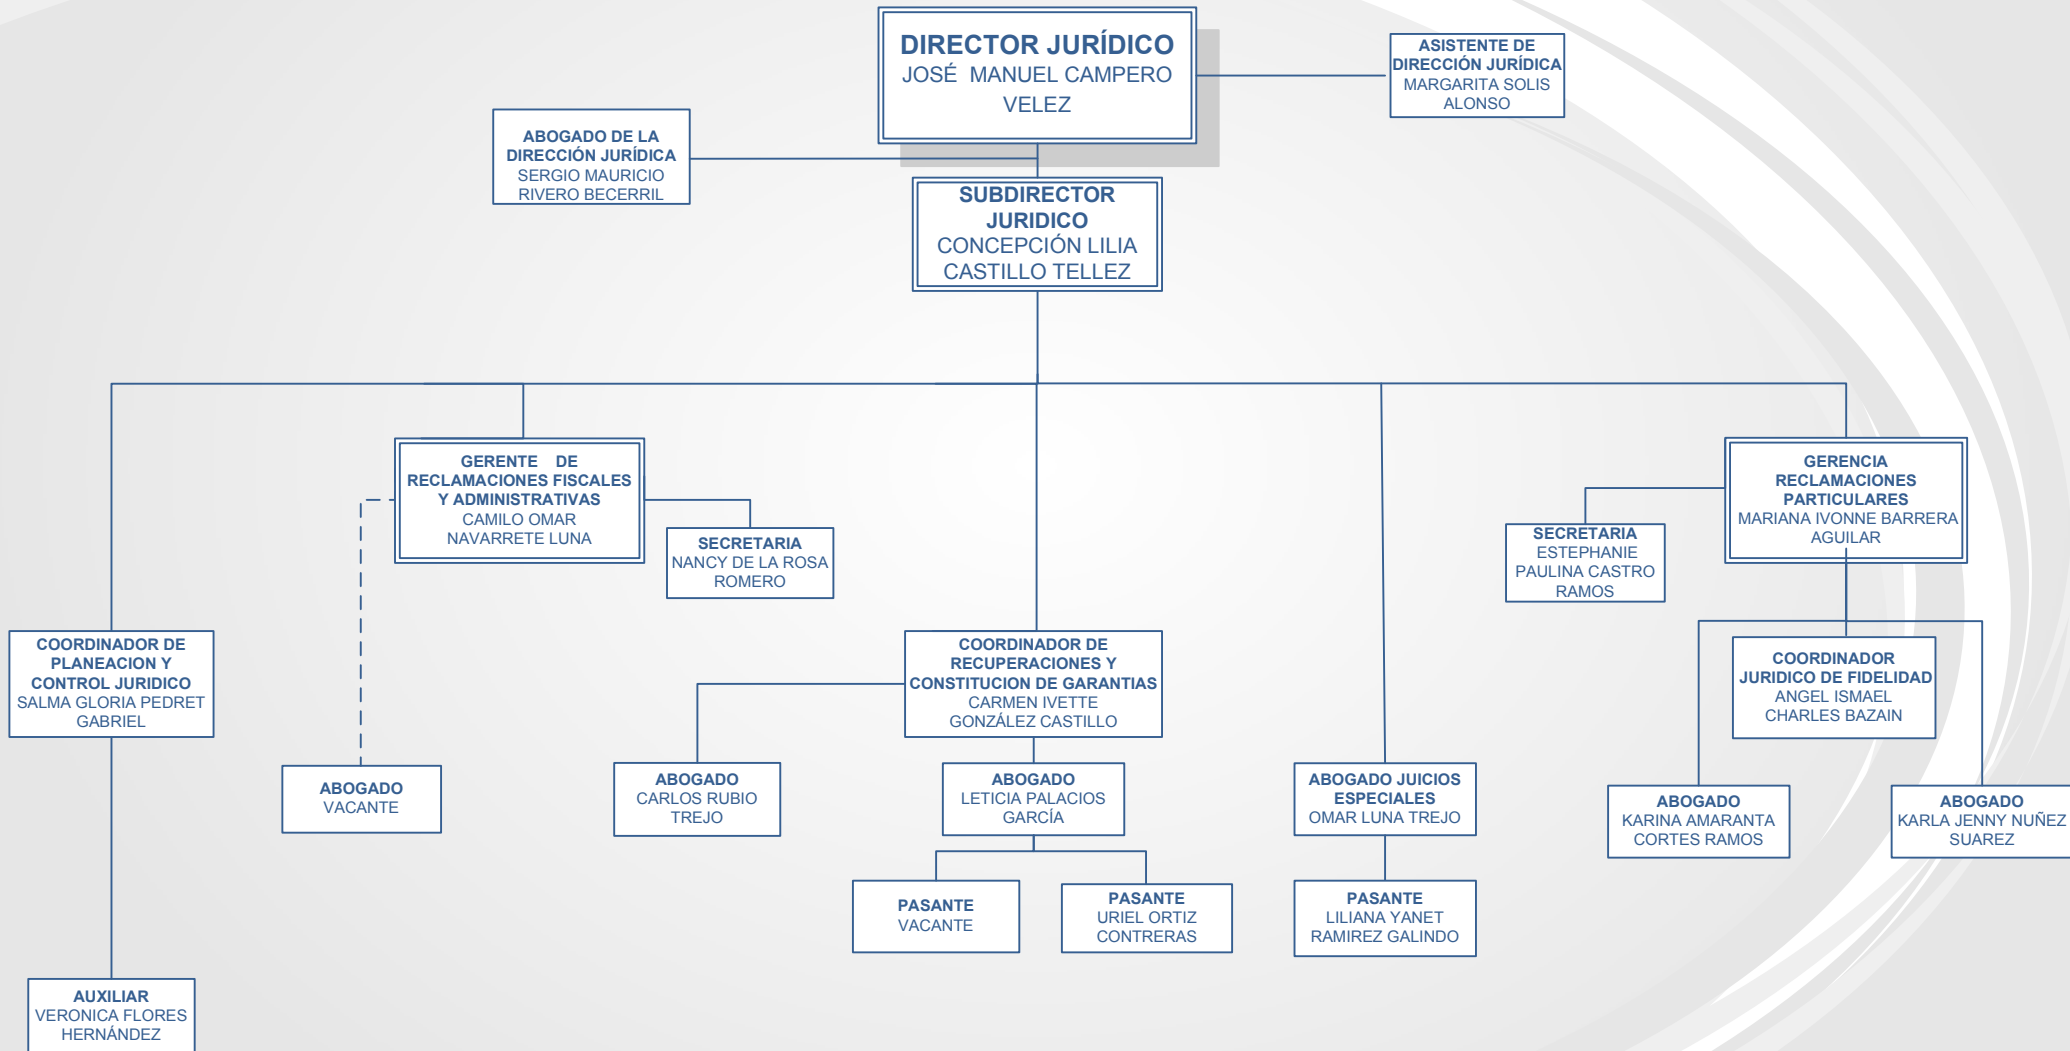 DIRECTOR JURÍDICO
JOSÉ MANUEL CAMPERO
VELEZ
ASISTENTE DE
DIRECCIÓN JURÍDICA
MARGARITA SOLIS
ALONSO
ABOGADO DE LA
DIRECCIÓN JURÍDICA
SERGIO MAURICIO
RIVERO BECERRIL
SUBDIRECTOR
JURIDICO
CONCEPCIÓN LILIA
CASTILLO TELLEZ
GERENTE DE
RECLAMACIONES FISCALES
Y ADMINISTRATIVAS
CAMILO OMAR
NAVARRETE LUNA
SECRETARIA
NANCY DE LA ROSA
ROMERO
GERENCIA
RECLAMACIONES
PARTICULARES
MARIANA IVONNE BARRERA
AGUILAR
SECRETARIA
ESTEPHANIE
PAULINA CASTRO
RAMOS
COORDINADOR DE
PLANEACION Y
CONTROL JURIDICO
SALMA GLORIA PEDRET
GABRIEL
COORDINADOR DE
RECUPERACIONES Y
CONSTITUCION DE GARANTIAS
CARMEN IVETTE
GONZÁLEZ CASTILLO
COORDINADOR
JURIDICO DE FIDELIDAD
ANGEL ISMAEL
CHARLES BAZAIN
ABOGADO
VACANTE
ABOGADO
CARLOS RUBIO
TREJO
ABOGADO
LETICIA PALACIOS
GARCÍA
ABOGADO JUICIOS
ESPECIALES
OMAR LUNA TREJO
ABOGADO
KARINA AMARANTA
CORTES RAMOS
ABOGADO
KARLA JENNY NUÑEZ
SUAREZ
PASANTE
VACANTE
PASANTE
URIEL ORTIZ
CONTRERAS
PASANTE
LILIANA YANET
RAMIREZ GALINDO
AUXILIAR
VERONICA FLORES
HERNÁNDEZ